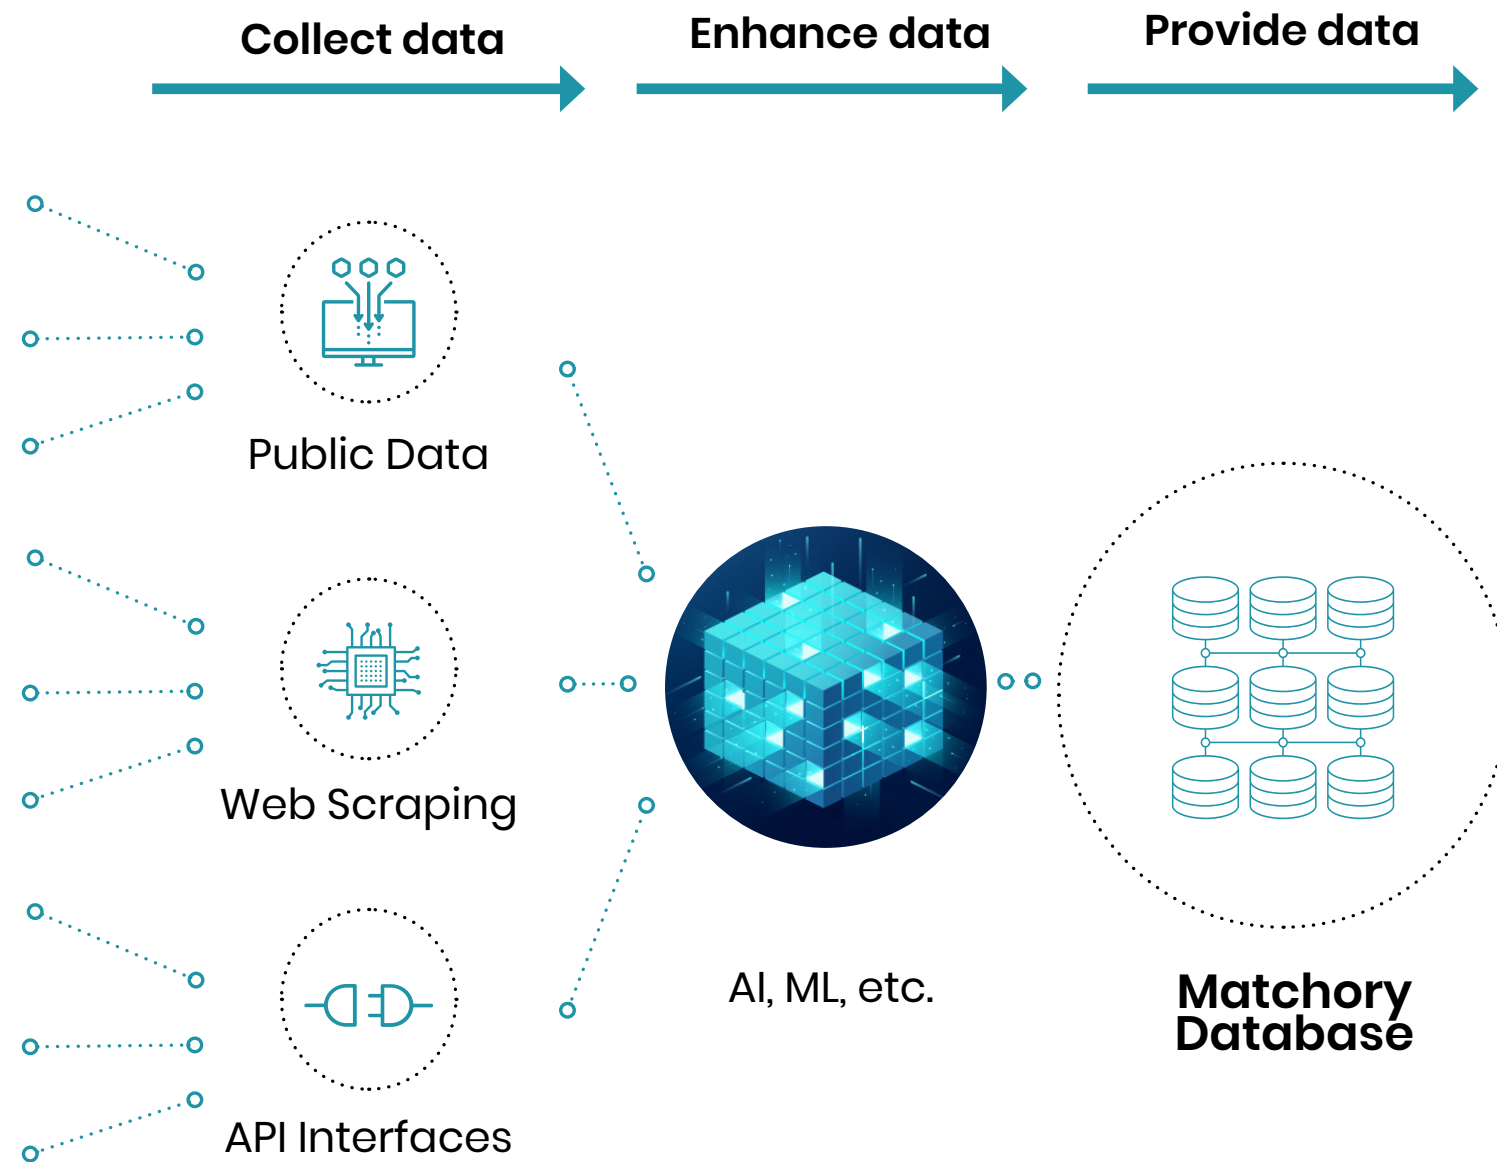 Collect data
Enhance data
Provide data
Public Data
Web Scraping
API Interfaces
AI, ML, etc.
Matchory
Database